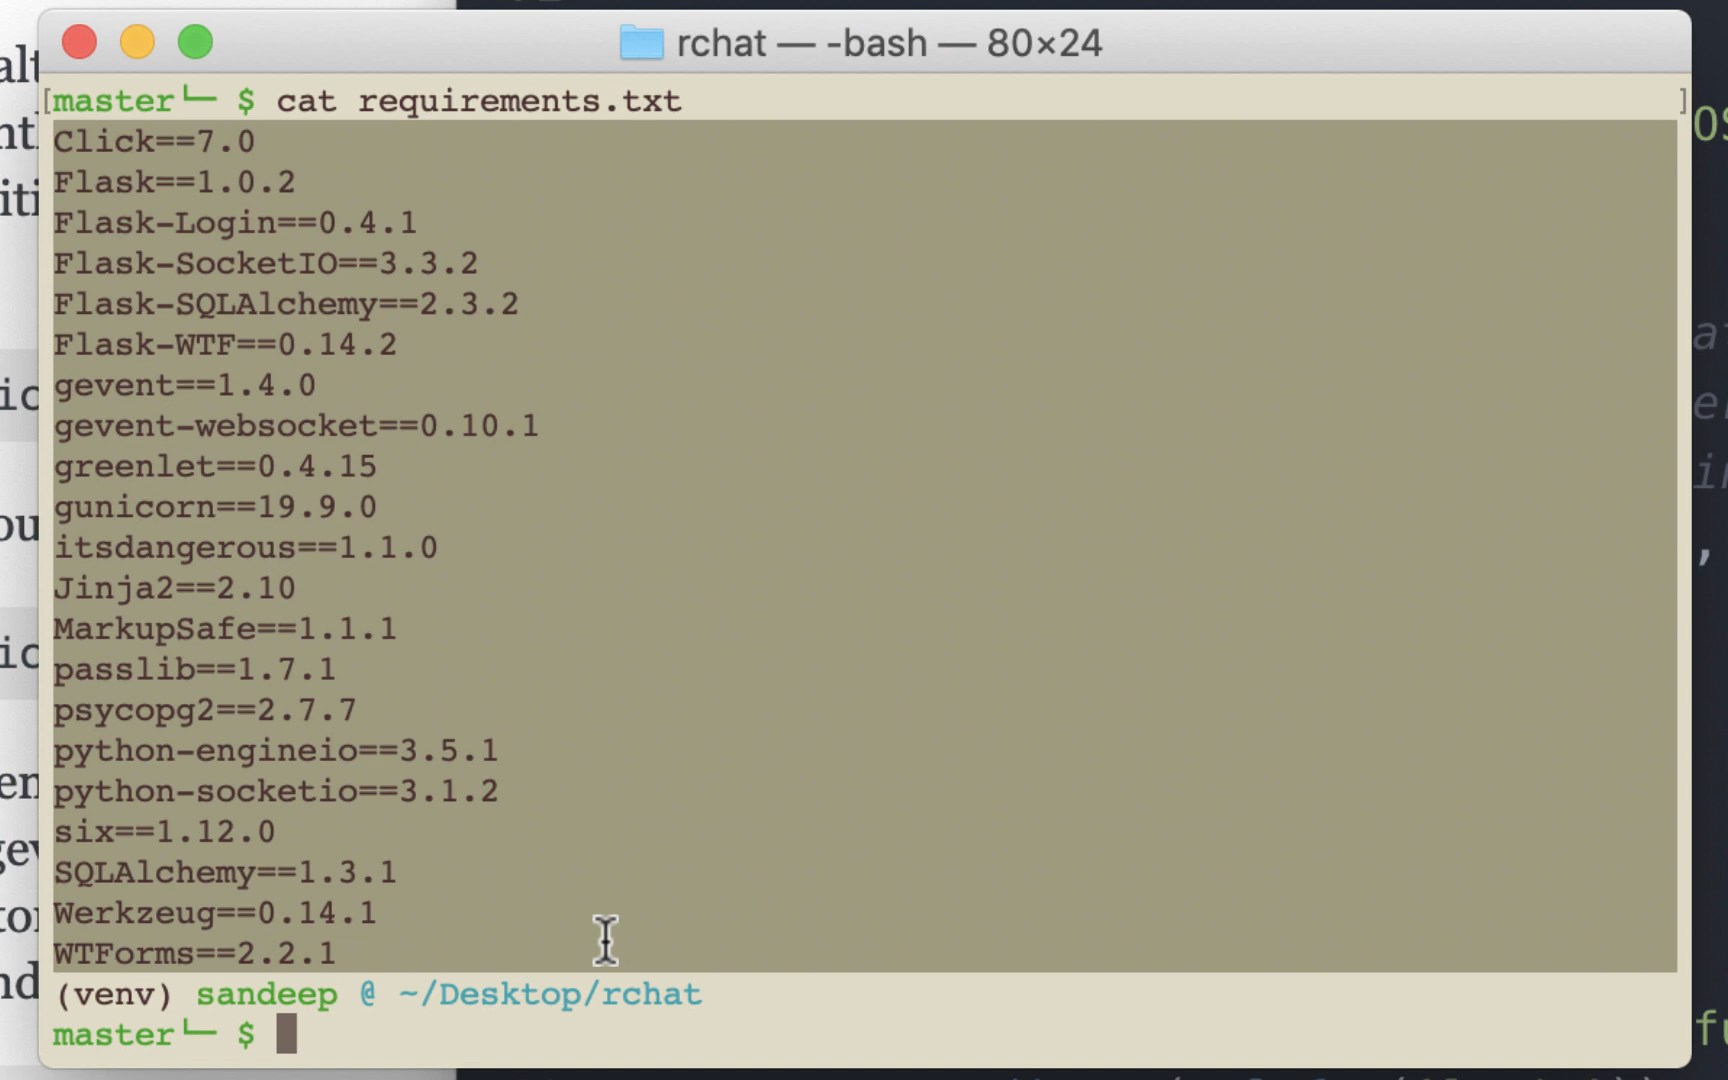 rchat — -bash — 80×24
[master└─ $ cat requirements.txt ]
Click==7.0
Flask==1.0.2
Flask-Login==0.4.1
Flask-SocketIO==3.3.2
Flask-SQLAlchemy==2.3.2
Flask-WTF==0.14.2
gevent==1.4.0
gevent-websocket==0.10.1
greenlet==0.4.15
gunicorn==19.9.0
itsdangerous==1.1.0
Jinja2==2.10
MarkupSafe==1.1.1
passlib==1.7.1
psycopg2==2.7.7
python-engineio==3.5.1
python-socketio==3.1.2
six==1.12.0
SQLAlchemy==1.3.1
Werkzeug==0.14.1
WTForms==2.2.1
(venv) sandeep @ ~/Desktop/rchat
master└─ $